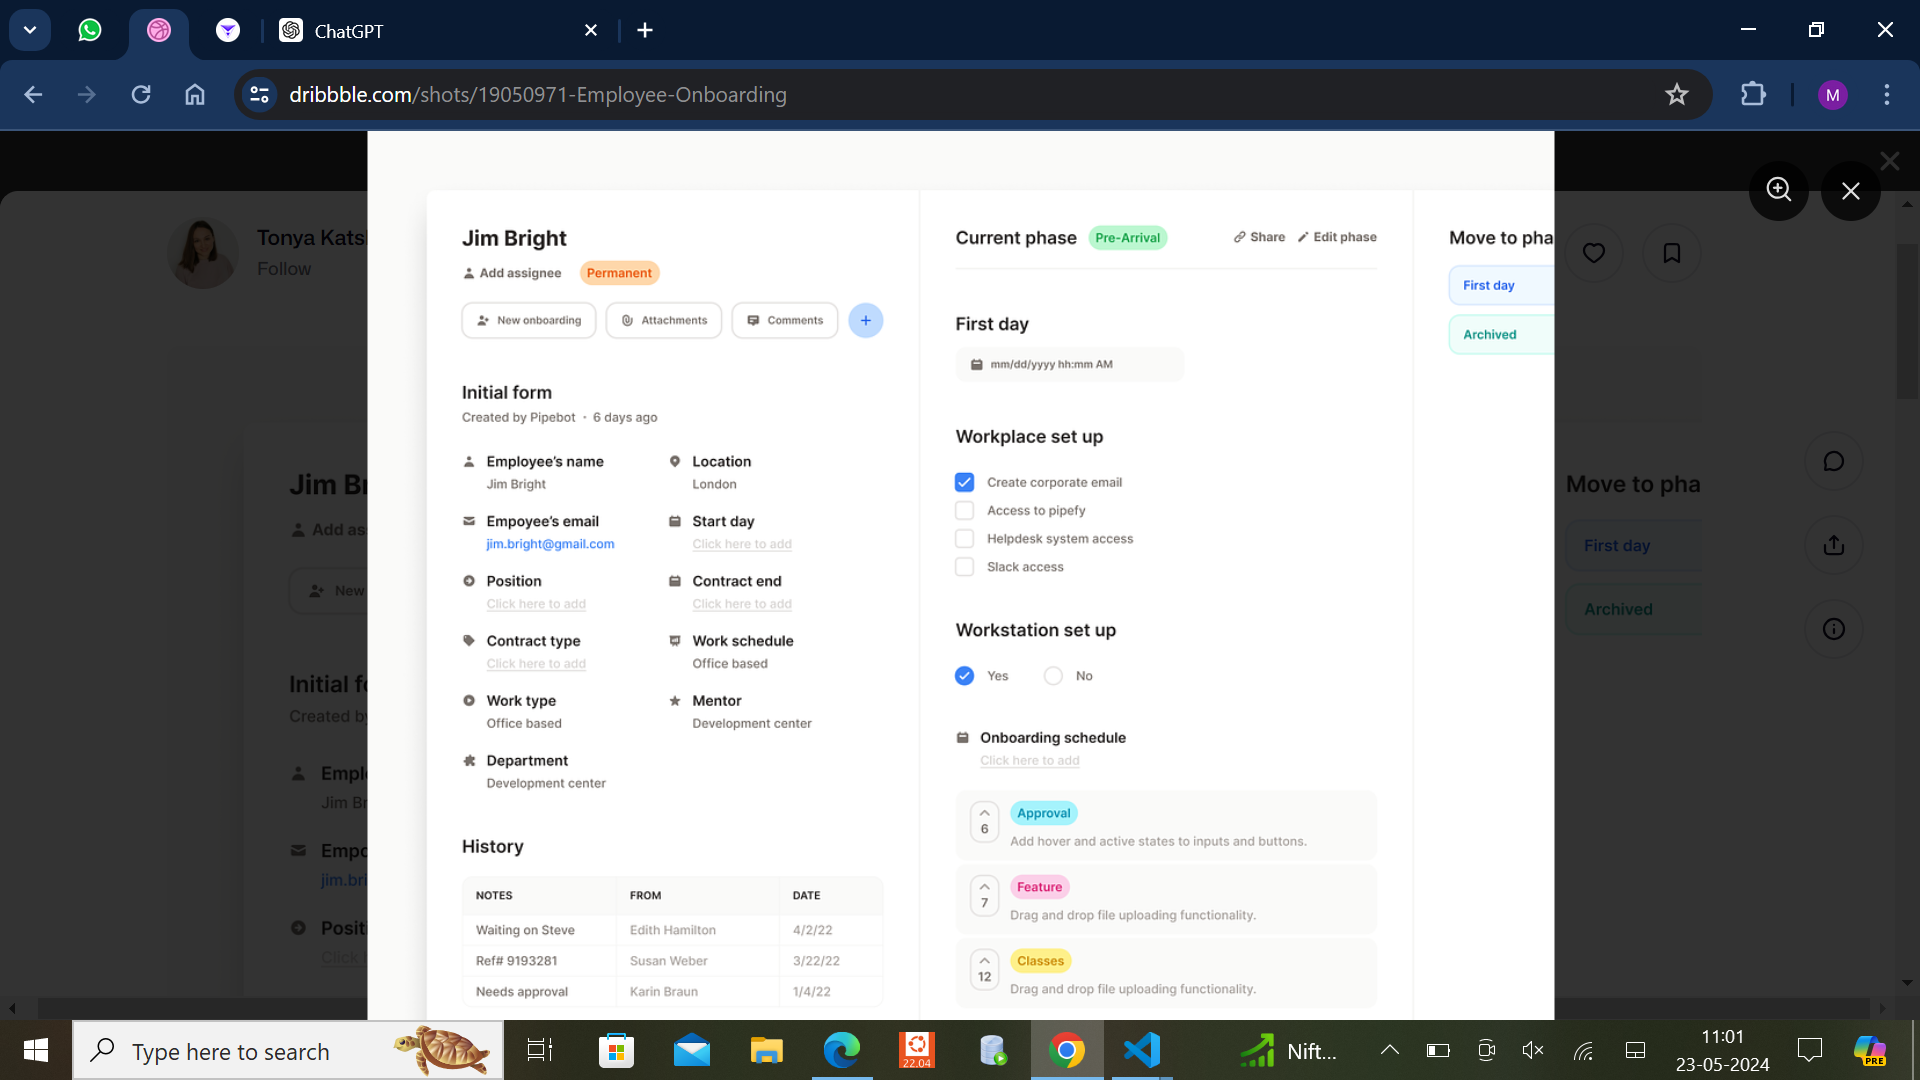 ChatGPT
dribbble.com/shots/19050971-Employee-Onboarding
M
Tonya Katsl
Follow
Jim Bright
Add assignee Permanent
New onboarding Attachments Comments +
Initial form
Created by Pipebot · 6 days ago
Employee's name
Jim Bright
Location
London
Empoyee's email
jim.bright@gmail.com
Start day
Click here to add
Position
Click here to add
Contract end
Click here to add
Contract type
Click here to add
Work schedule
Office based
Work type
Office based
Mentor
Development center
Department
Development center
History
NOTES FROM DATE
Waiting on Steve Edith Hamilton 4/2/22
Ref# 9193281 Susan Weber 3/22/22
Needs approval Karin Braun 1/4/22
Current phase Pre-Arrival Share Edit phase
First day
mm/dd/yyyy hh:mm AM
Workplace set up
Create corporate email
Access to pipefy
Helpdesk system access
Slack access
Workstation set up
Yes No
Onboarding schedule
Click here to add
6 Approval
Add hover and active states to inputs and buttons.
7 Feature
Drag and drop file uploading functionality.
12 Classes
Drag and drop file uploading functionality.
Move to pha
First day
Archived
Jim Br
Add as
New
Initial f
Created by
Empl
Jim Br
Empo
jim.bri
Positi
Click
Move to pha
First day
Archived
Type here to search
22.04
Nift...
11:01
23-05-2024
PRE